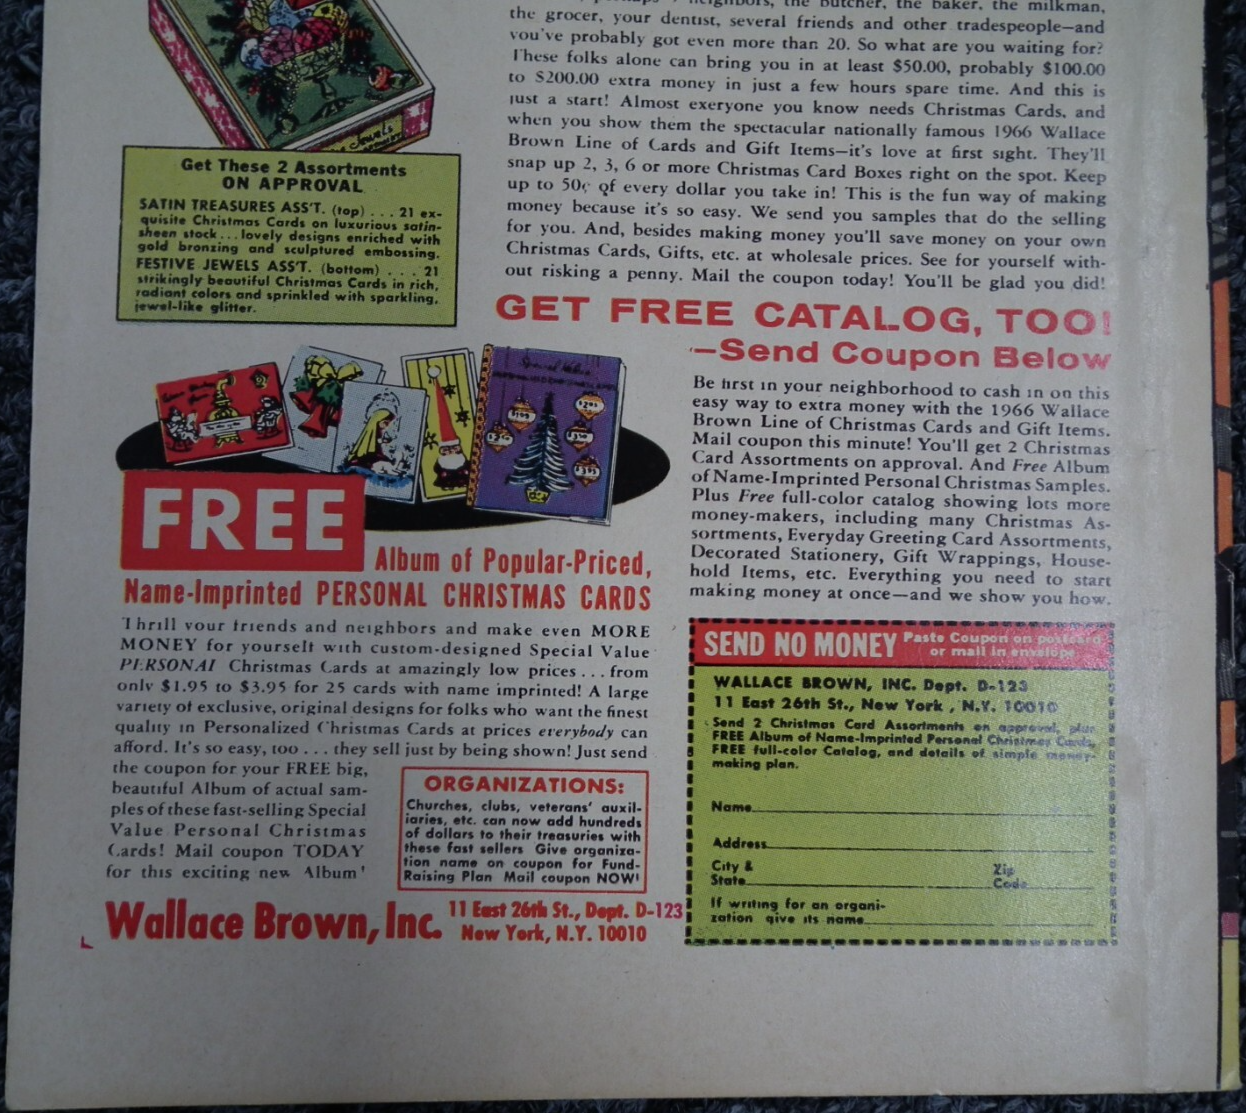 neighbors, the butcher, the baker, the milkman,
the grocer, your dentist, several friends and other tradespeople—and
you've probably got even more than 20. So what are you waiting for?
These folks alone can bring you in at least $50.00, probably $100.00
to $200.00 extra money in just a few hours spare time. And this is
just a start! Almost exeryone you know needs Christmas Cards, and
when you show them the spectacular nationally famous 1966 Wallace
Brown Line of Cards and Gift Items—it's love at first sight. They'll
snap up 2, 3, 6 or more Christmas Card Boxes right on the spot. Keep
up to 50¢ of every dollar you take in! This is the fun way of making
money because it's so easy. We send you samples that do the selling
for you. And, besides making money you'll save money on your own
Christmas Cards, Gifts, etc. at wholesale prices. See for yourself with-
out risking a penny. Mail the coupon today! You'll be glad you did!
Get These 2 Assortments
ON APPROVAL
SATIN TREASURES ASS'T. (top) . . . 21 ex-
quisite Christmas Cards on luxurious satin-
sheen stock . . . lovely designs enriched with
gold bronzing and sculptured embossing.
FESTIVE JEWELS ASS'T. (bottom) . . . 21
strikingly beautiful Christmas Cards in rich,
radiant colors and sprinkled with sparkling,
jewel-like glitter.
GET FREE CATALOG, TOO!
—Send Coupon Below
Be first in your neighborhood to cash in on this
easy way to extra money with the 1966 Wallace
Brown Line of Christmas Cards and Gift Items.
Mail coupon this minute! You'll get 2 Christmas
Card Assortments on approval. And Free Album
of Name-Imprinted Personal Christmas Samples.
Plus Free full-color catalog showing lots more
money-makers, including many Christmas As-
sortments, Everyday Greeting Card Assortments,
Decorated Stationery, Gift Wrappings, House-
hold Items, etc. Everything you need to start
making money at once—and we show you how.
FREE
Album of Popular-Priced,
Name-Imprinted PERSONAL CHRISTMAS CARDS
Thrill your friends and neighbors and make even MORE
MONEY for yourself with custom-designed Special Value
PERSONAL Christmas Cards at amazingly low prices . . . from
only $1.95 to $3.95 for 25 cards with name imprinted! A large
variety of exclusive, original designs for folks who want the finest
quality in Personalized Christmas Cards at prices everybody can
afford. It's so easy, too . . . they sell just by being shown! Just send
the coupon for your FREE big,
beautiful Album of actual sam-
ples of these fast-selling Special
Value Personal Christmas
Cards! Mail coupon TODAY
for this exciting new Album!
ORGANIZATIONS:
Churches, clubs, veterans' auxil-
iaries, etc. can now add hundreds
of dollars to their treasuries with
these fast sellers Give organiza-
tion name on coupon for Fund-
Raising Plan Mail coupon NOW!
Wallace Brown, Inc.
11 East 26th St., Dept. D-123
New York, N.Y. 10010
SEND NO MONEY Paste Coupon on postcard
or mail in envelope
WALLACE BROWN, INC. Dept. D-123
11 East 26th St., New York, N.Y. 10010
Send 2 Christmas Card Assortments on approval, plus
FREE Album of Name-Imprinted Personal Christmas Cards,
FREE full-color Catalog, and details of simple money-
making plan.
Name
Address
City & Zip
State Code
If writing for an organi-
zation give its name